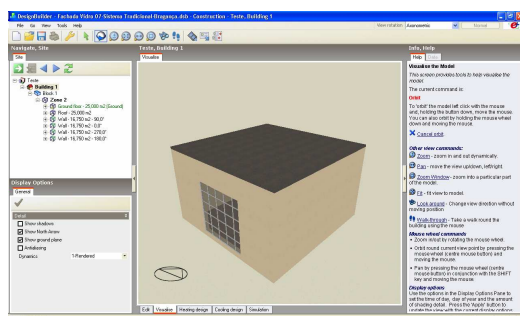 DesignBuilder - Fachada Vidro 07-Sistema Tradicional-Bragança.dsb - Construction - Teste, Building 1
File Go View Tools Help
View rotation Axonometric Normal
Navigate, Site
Teste, Building 1
Info, Help
Site
Visualise
Help
Teste
Building 1
Block 1
Zone 2
Ground floor - 25,000 m2 (Ground)
Roof - 25,000 m2
Wall - 16,750 m2 - 90,0°
Wall - 16,750 m2 - 0,0°
Wall - 16,750 m2 - 270,0°
Wall - 16,750 m2 - 180,0°
Display Options
General
Detail
Show shadows
Show North Arrow
Show ground plane
Antialiasing
Dynamics 1-Rendered
Visualise the Model
This screen provides tools to help visualise the model.
The current command is:
Orbit
To 'orbit' the model left click with the mouse and, holding the button down, move the mouse. You can also orbit by holding the mouse wheel down and moving the mouse.
Cancel orbit
Other view commands:
Zoom - zoom in and out dynamically.
Pan - move the view up/down, left/right.
Zoom Window - zoom into a particular part of the model.
Fit - fit view to model.
Look around - Change view direction without moving position
Walk through - Take a walk round the building using the mouse
Mouse wheel commands
• Zoom in/out by rotating the mouse wheel.
• Orbit round current view point by pressing the mouse wheel (centre mouse button) and moving the mouse.
• Pan by pressing the mouse wheel (centre mouse button) in conjunction with the SHIFT key and moving the mouse.
Display options
Use the options in the Display Options Pane to set the time of day, day of year and the amount of shading detail. Press the 'Apply' button to update the view with the current display options
Edit Visualise Heating design Cooling design Simulation